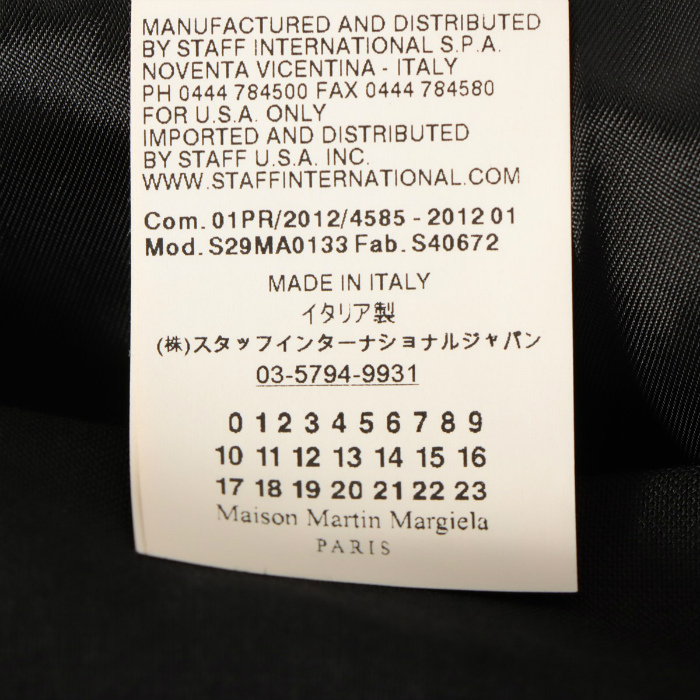 MANUFACTURED AND DISTRIBUTED
BY STAFF INTERNATIONAL S.P.A.
NOVENTA VICENTINA - ITALY
PH 0444 784500 FAX 0444 784580
FOR U.S.A. ONLY
IMPORTED AND DISTRIBUTED
BY STAFF U.S.A. INC.
WWW.STAFFINTERNATIONAL.COM
Com. 01PR/2012/4585 - 2012 01
Mod. S29MA0133 Fab. S40672
MADE IN ITALY
イタリア製
(株)スタッフインターナショナルジャパン
03-5794-9931
0 1 2 3 4 5 6 7 8 9
10 11 12 13 14 15 16
17 18 19 20 21 22 23
Maison Martin Margiela
PARIS